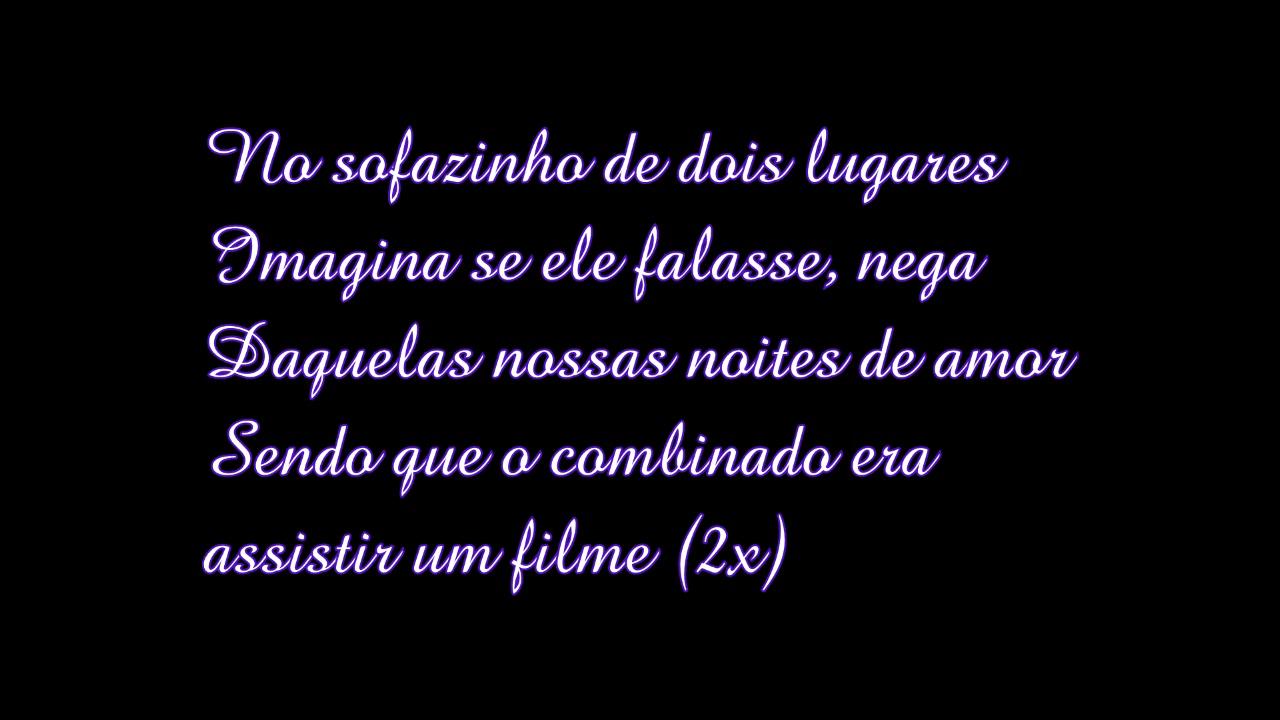 No sofazinho de dois lugares
Imagina se ele falasse, nega
Daquelas nossas noites de amor
Sendo que o combinado era
assistir um filme (2x)